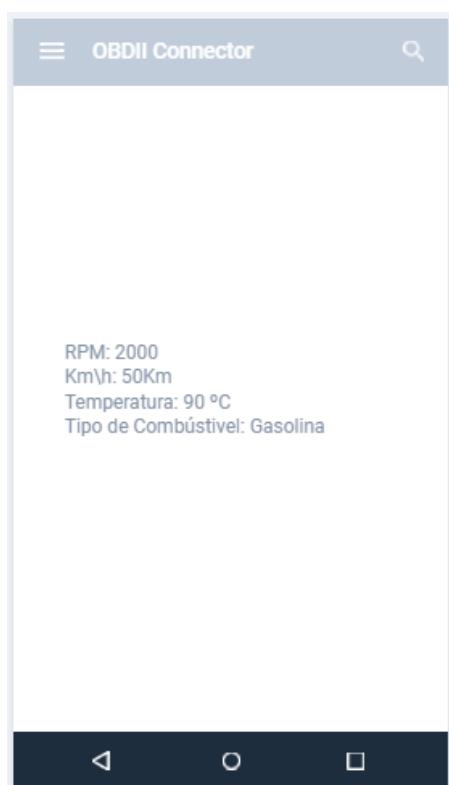 OBDII Connector
RPM: 2000
Km\h: 50Km
Temperatura: 90 ºC
Tipo de Combústivel: Gasolina